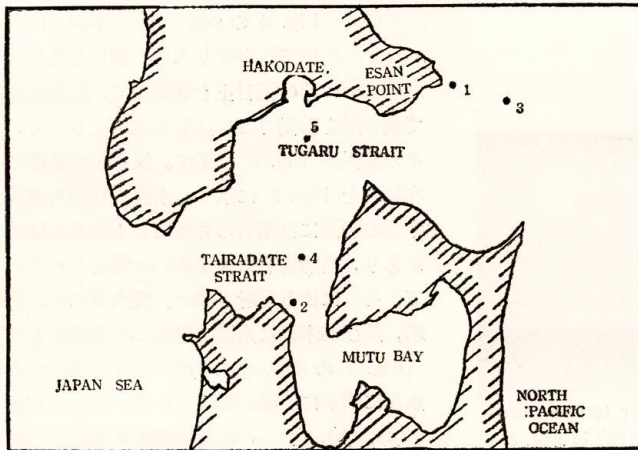 HAKODATE.
ESAN
POINT
1
3
5
TUGARU STRAIT
TAIRADATE
STRAIT
4
2
JAPAN SEA
MUTU BAY
NORTH
:PACIFIC
OCEAN